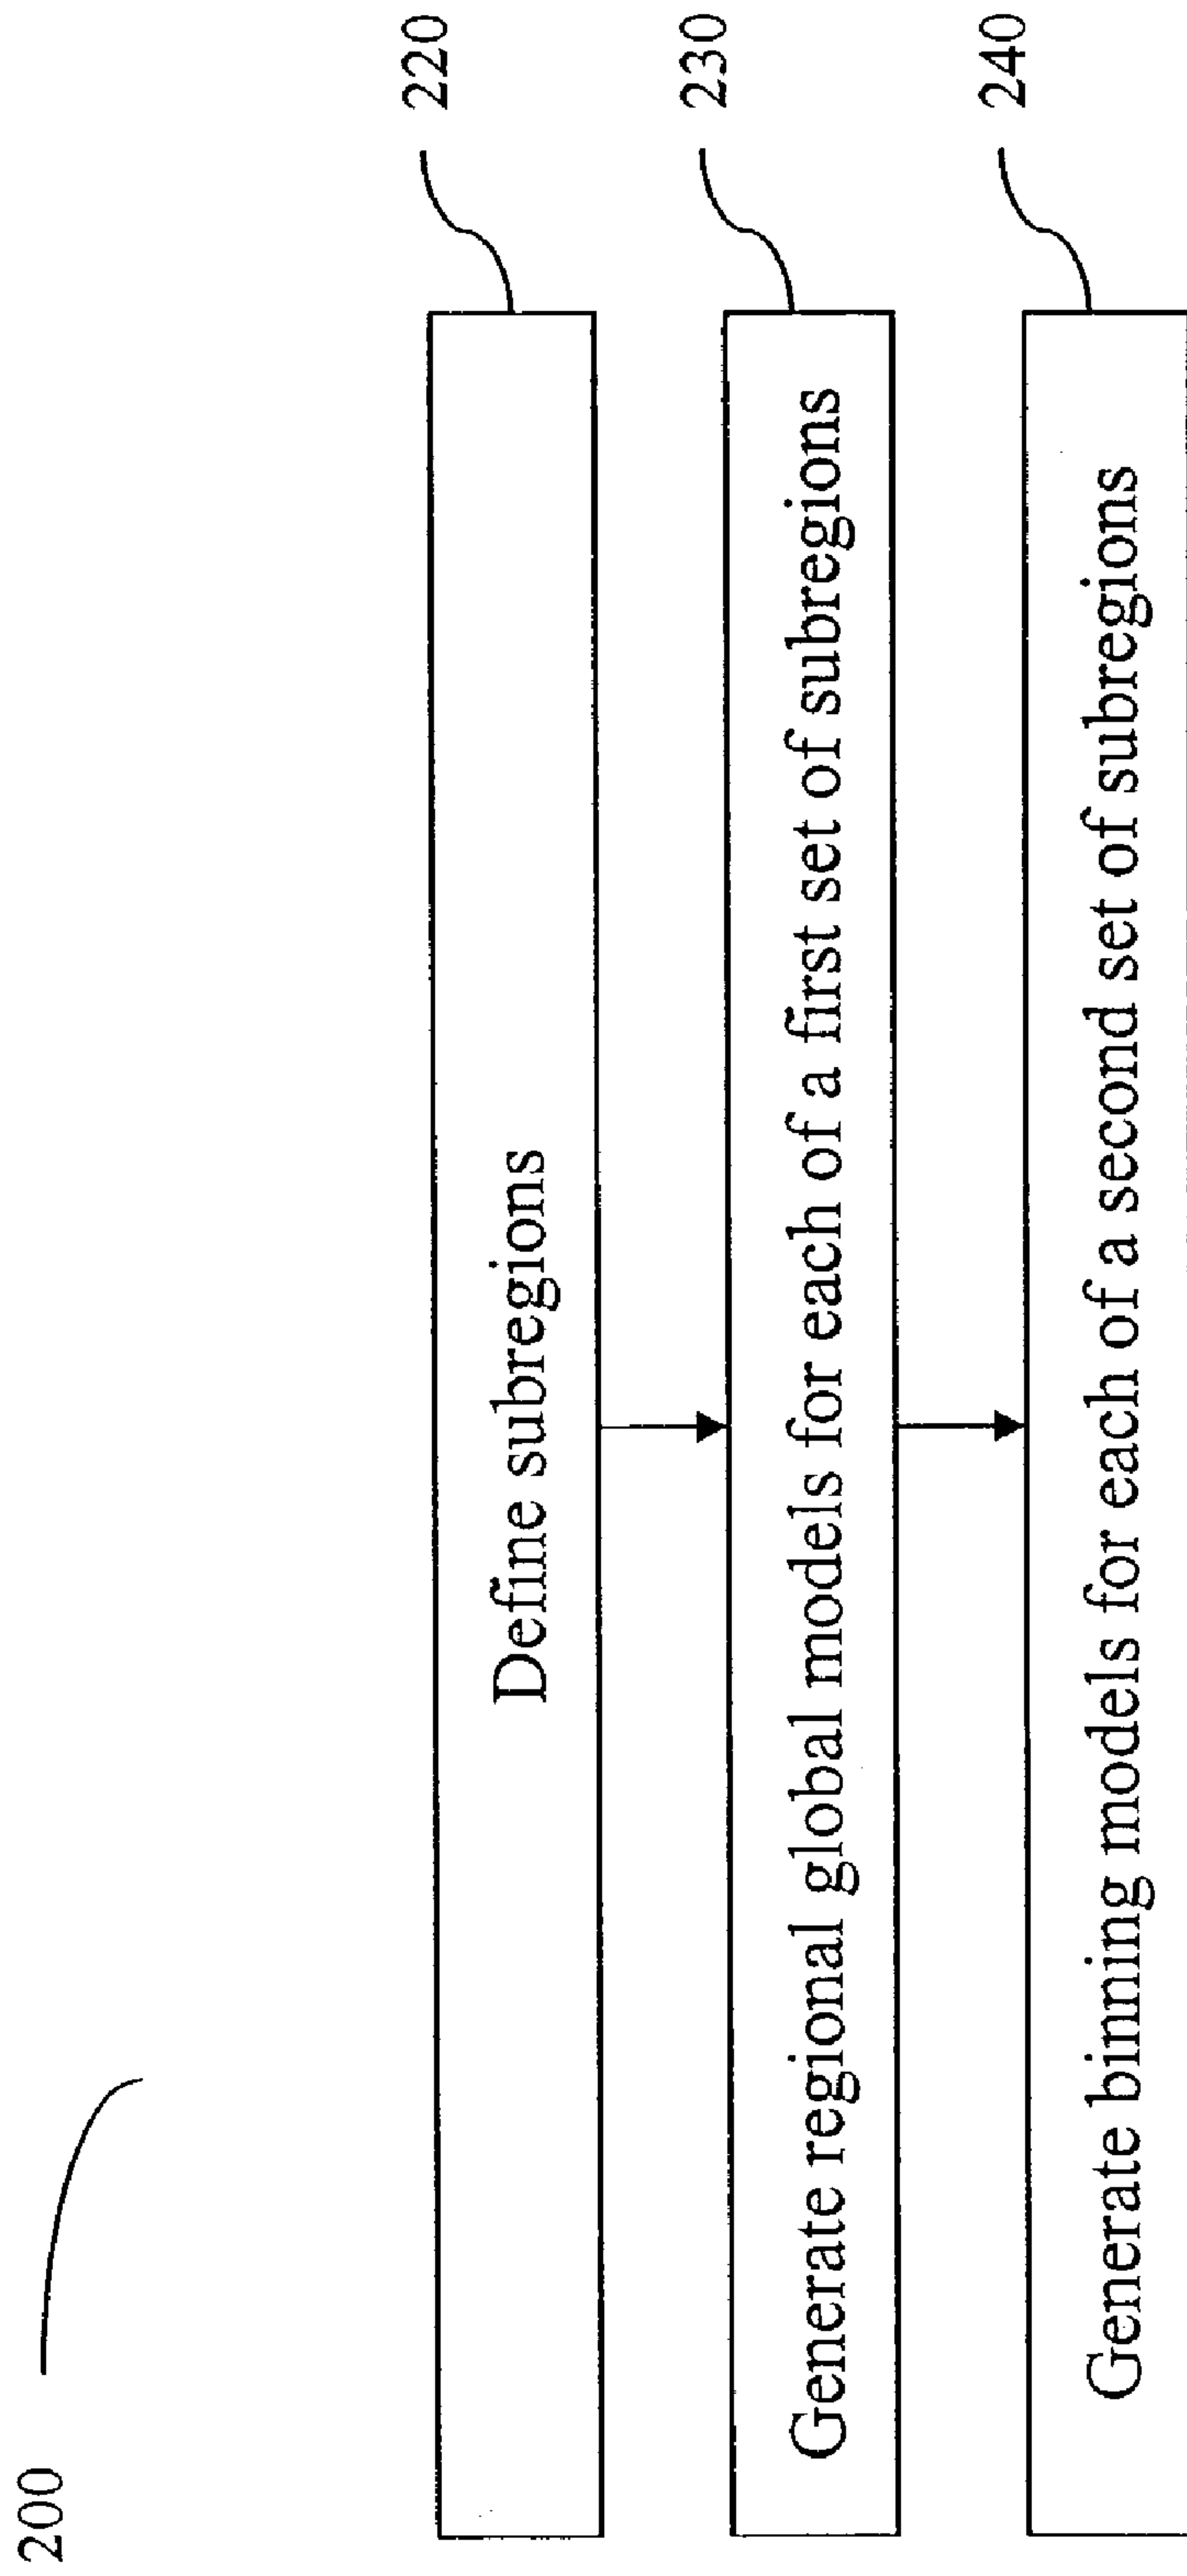 200
Define subregions
220
Generate regional global models for each of a first set of subregions
230
Generate binning models for each of a second set of subregions
240